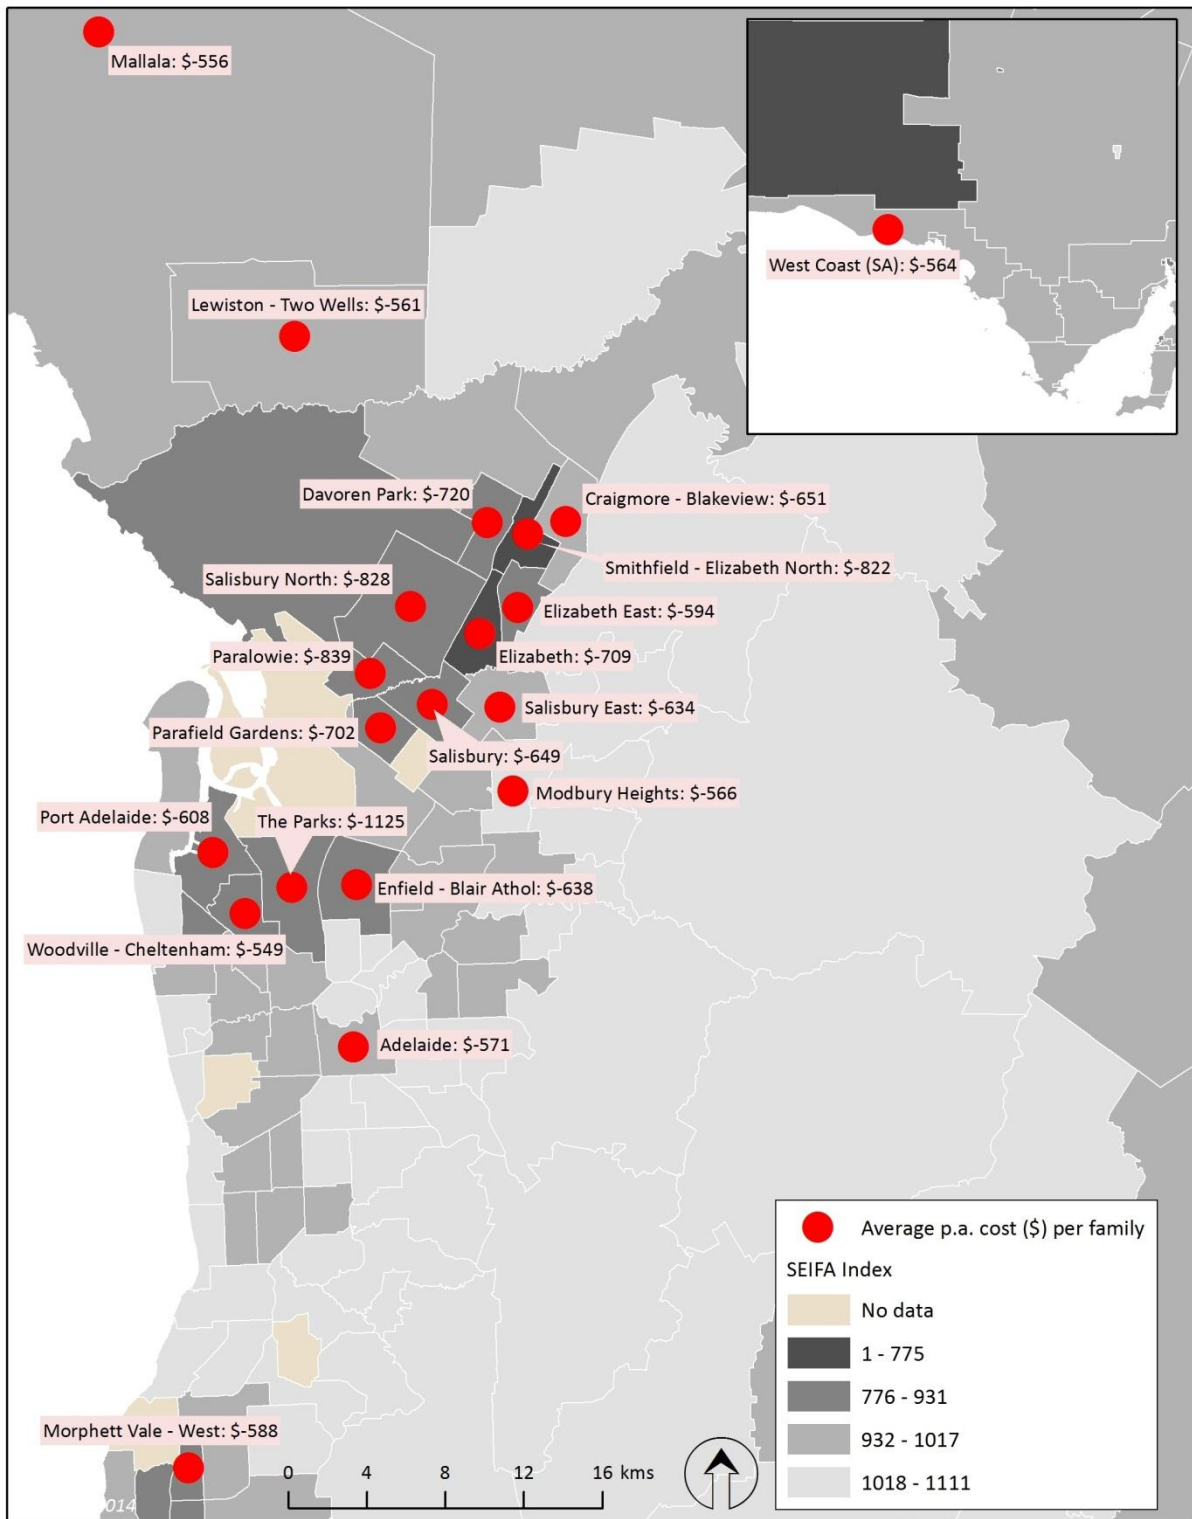 Mallala: $-556
West Coast (SA): $-564
Lewiston - Two Wells: $-561
Davoren Park: $-720
Craigmore - Blakeview: $-651
Smithfield - Elizabeth North: $-822
Salisbury North: $-828
Elizabeth East: $-594
Paralowie: $-839
Elizabeth: $-709
Salisbury East: $-634
Parafield Gardens: $-702
Salisbury: $-649
Modbury Heights: $-566
Port Adelaide: $-608
The Parks: $-1125
Enfield - Blair Athol: $-638
Woodville - Cheltenham: $-549
Adelaide: $-571
Average p.a. cost ($) per family
SEIFA Index
No data
1 - 775
776 - 931
932 - 1017
1018 - 1111
Morphett Vale - West: $-588
0 4 8 12 16 kms
014